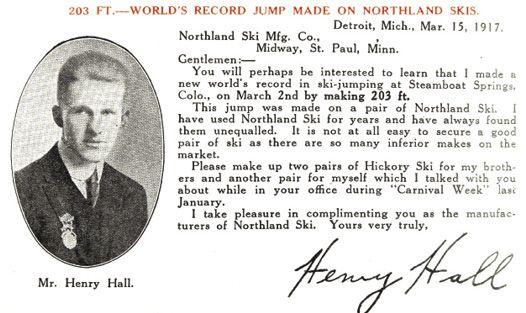 203 FT.—WORLD'S RECORD JUMP MADE ON NORTHLAND SKIS.
Detroit, Mich., Mar. 15, 1917.
Northland Ski Mfg. Co.,
Midway, St. Paul, Minn.
Gentlemen:—
You will perhaps be interested to learn that I made a
new world's record in ski-jumping at Steamboat Springs,
Colo., on March 2nd by making 203 ft.
This jump was made on a pair of Northland Ski. I
have used Northland Ski for years and have always found
them unequalled. It is not at all easy to secure a good
pair of ski as there are so many inferior makes on the
market.
Please make up two pairs of Hickory Ski for my broth-
ers and another pair for myself which I talked with you
about while in your office during "Carnival Week" last
January.
I take pleasure in complimenting you as the manufac-
turers of Northland Ski. Yours very truly,
Henry Hall
Mr. Henry Hall.